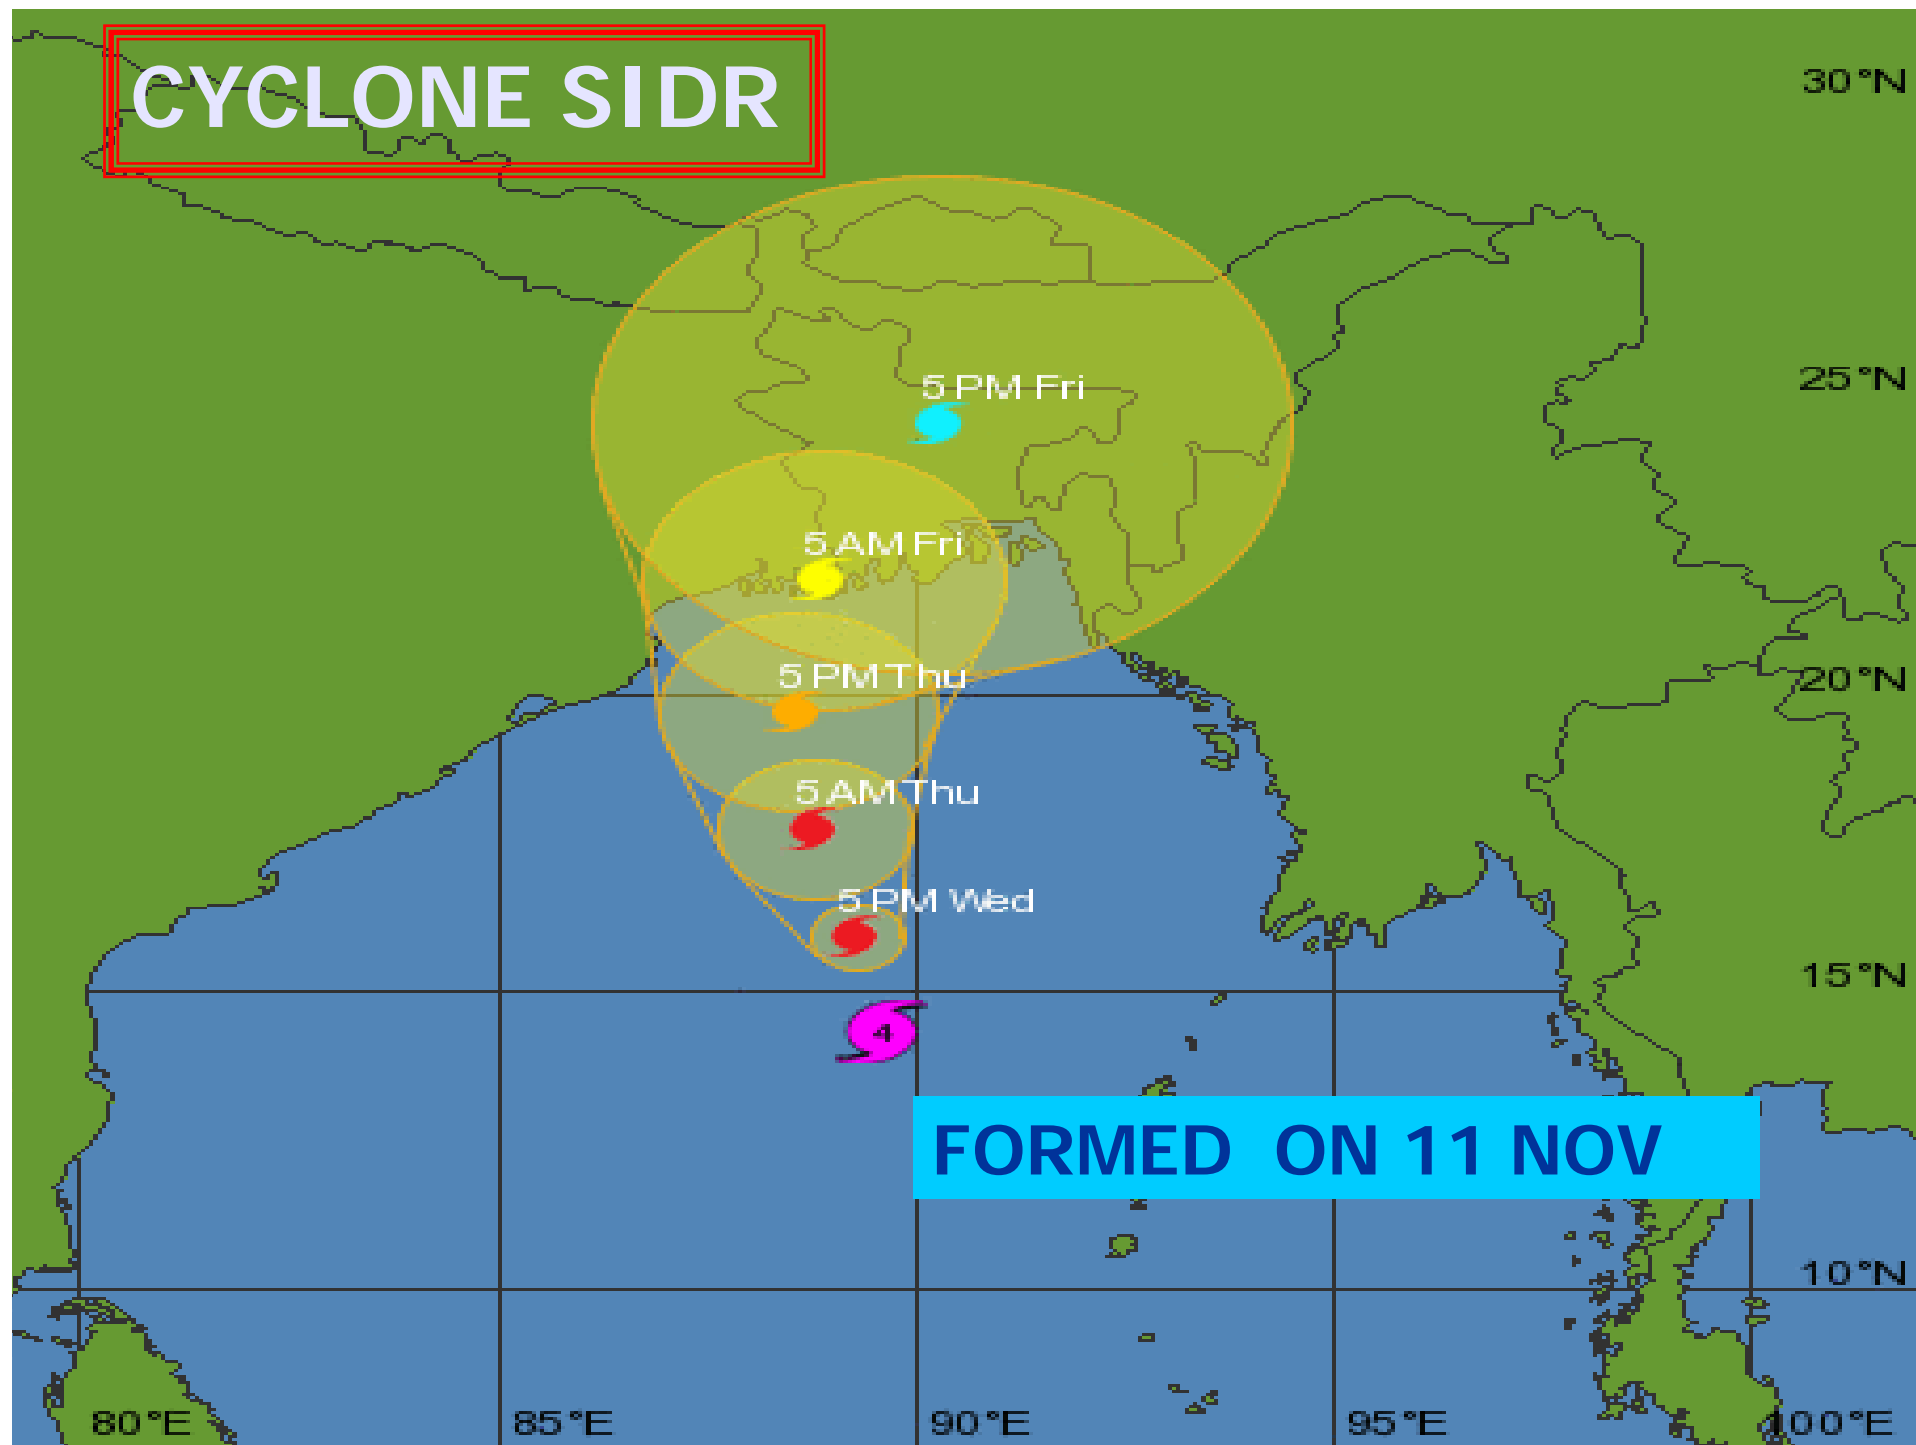 CYCLONE SIDR
30°N
5 PM Fri
25°N
5 AM Fri
5 PM Thu
20°N
5 AM Thu
5 PM Wed
15°N
4
FORMED ON 11 NOV
10°N
80°E 85°E 90°E 95°E 100°E